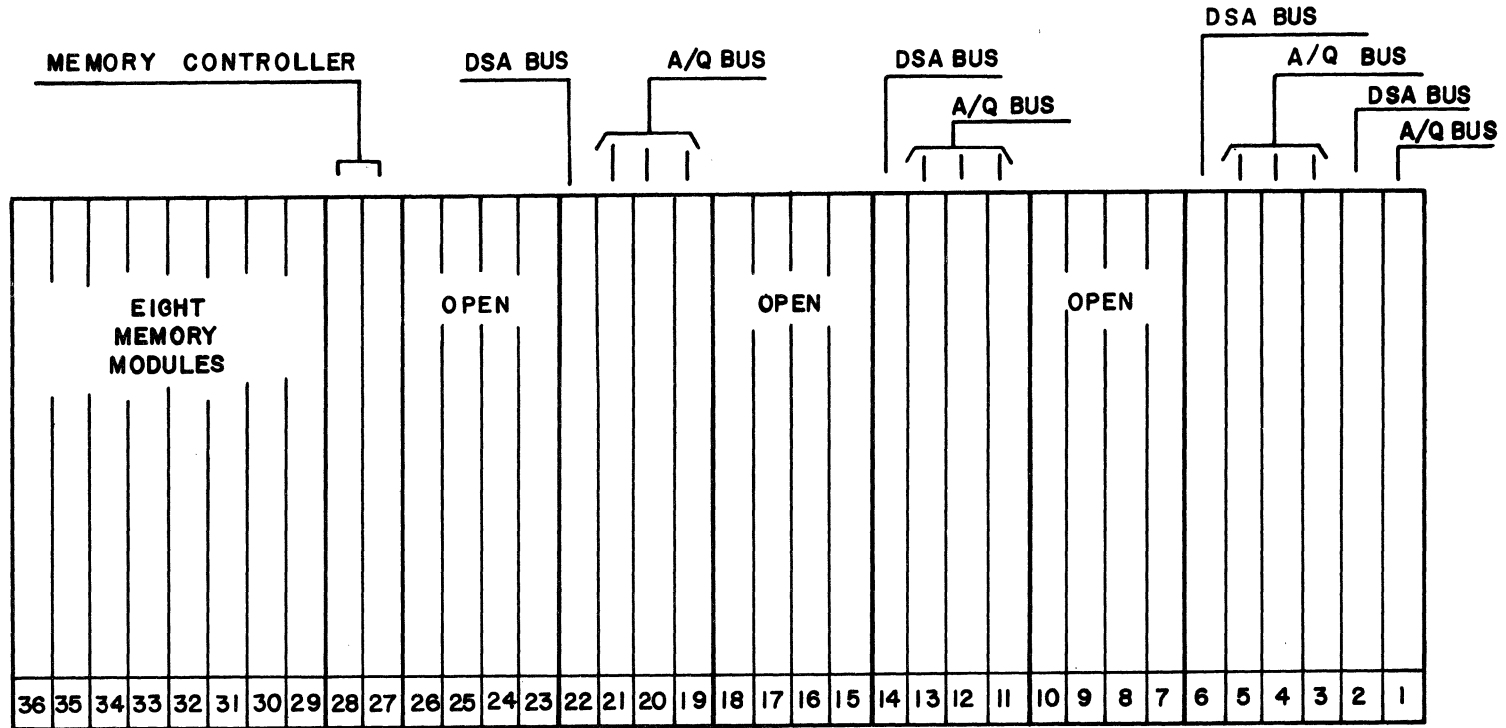 DSA BUS
MEMORY CONTROLLER
DSA BUS
A/Q BUS
DSA BUS
A/Q BUS
A/Q BUS
DSA BUS
A/Q BUS
EIGHT
MEMORY
MODULES
OPEN
OPEN
OPEN
36 35 34 33 32 31 30 29 28 27 26 25 24 23 22 21 20 19 18 17 16 15 14 13 12 11 10 9 8 7 6 5 4 3 2 1